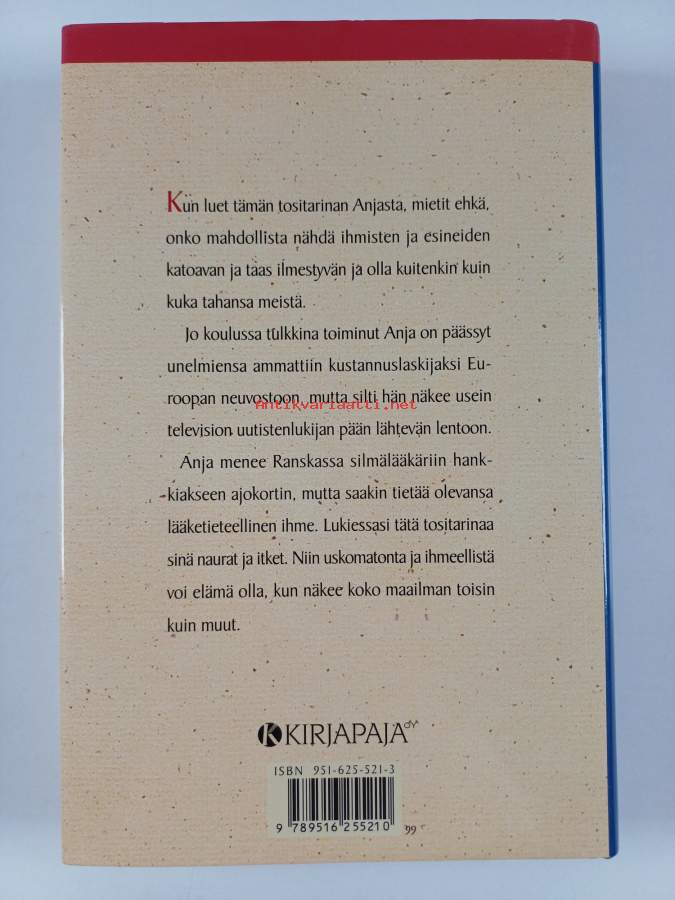 Kun luet tämän tositarinan Anjasta, mietit ehkä,
onko mahdollista nähdä ihmisten ja esineiden
katoavan ja taas ilmestyvän ja olla kuitenkin kuin
kuka tahansa meistä.
Jo koulussa tulkkina toiminut Anja on päässyt
unelmiensa ammattiin kustannuslaskijaksi Eu-
roopan neuvostoon, mutta silti hän näkee usein
Antikvariaatti.net
television uutistenlukijan pään lähtevän lentoon.
Anja menee Ranskassa silmälääkäriin hank-
kiakseen ajokortin, mutta saakin tietää olevansa
lääketieteellinen ihme. Lukiessasi tätä tositarinaa
sinä naurat ja itket. Niin uskomatonta ja ihmeellistä
voi elämä olla, kun näkee koko maailman toisin
kuin muut.
KIRJAPAJA OY
ISBN 951-625-521-3
9 789516 255210 99